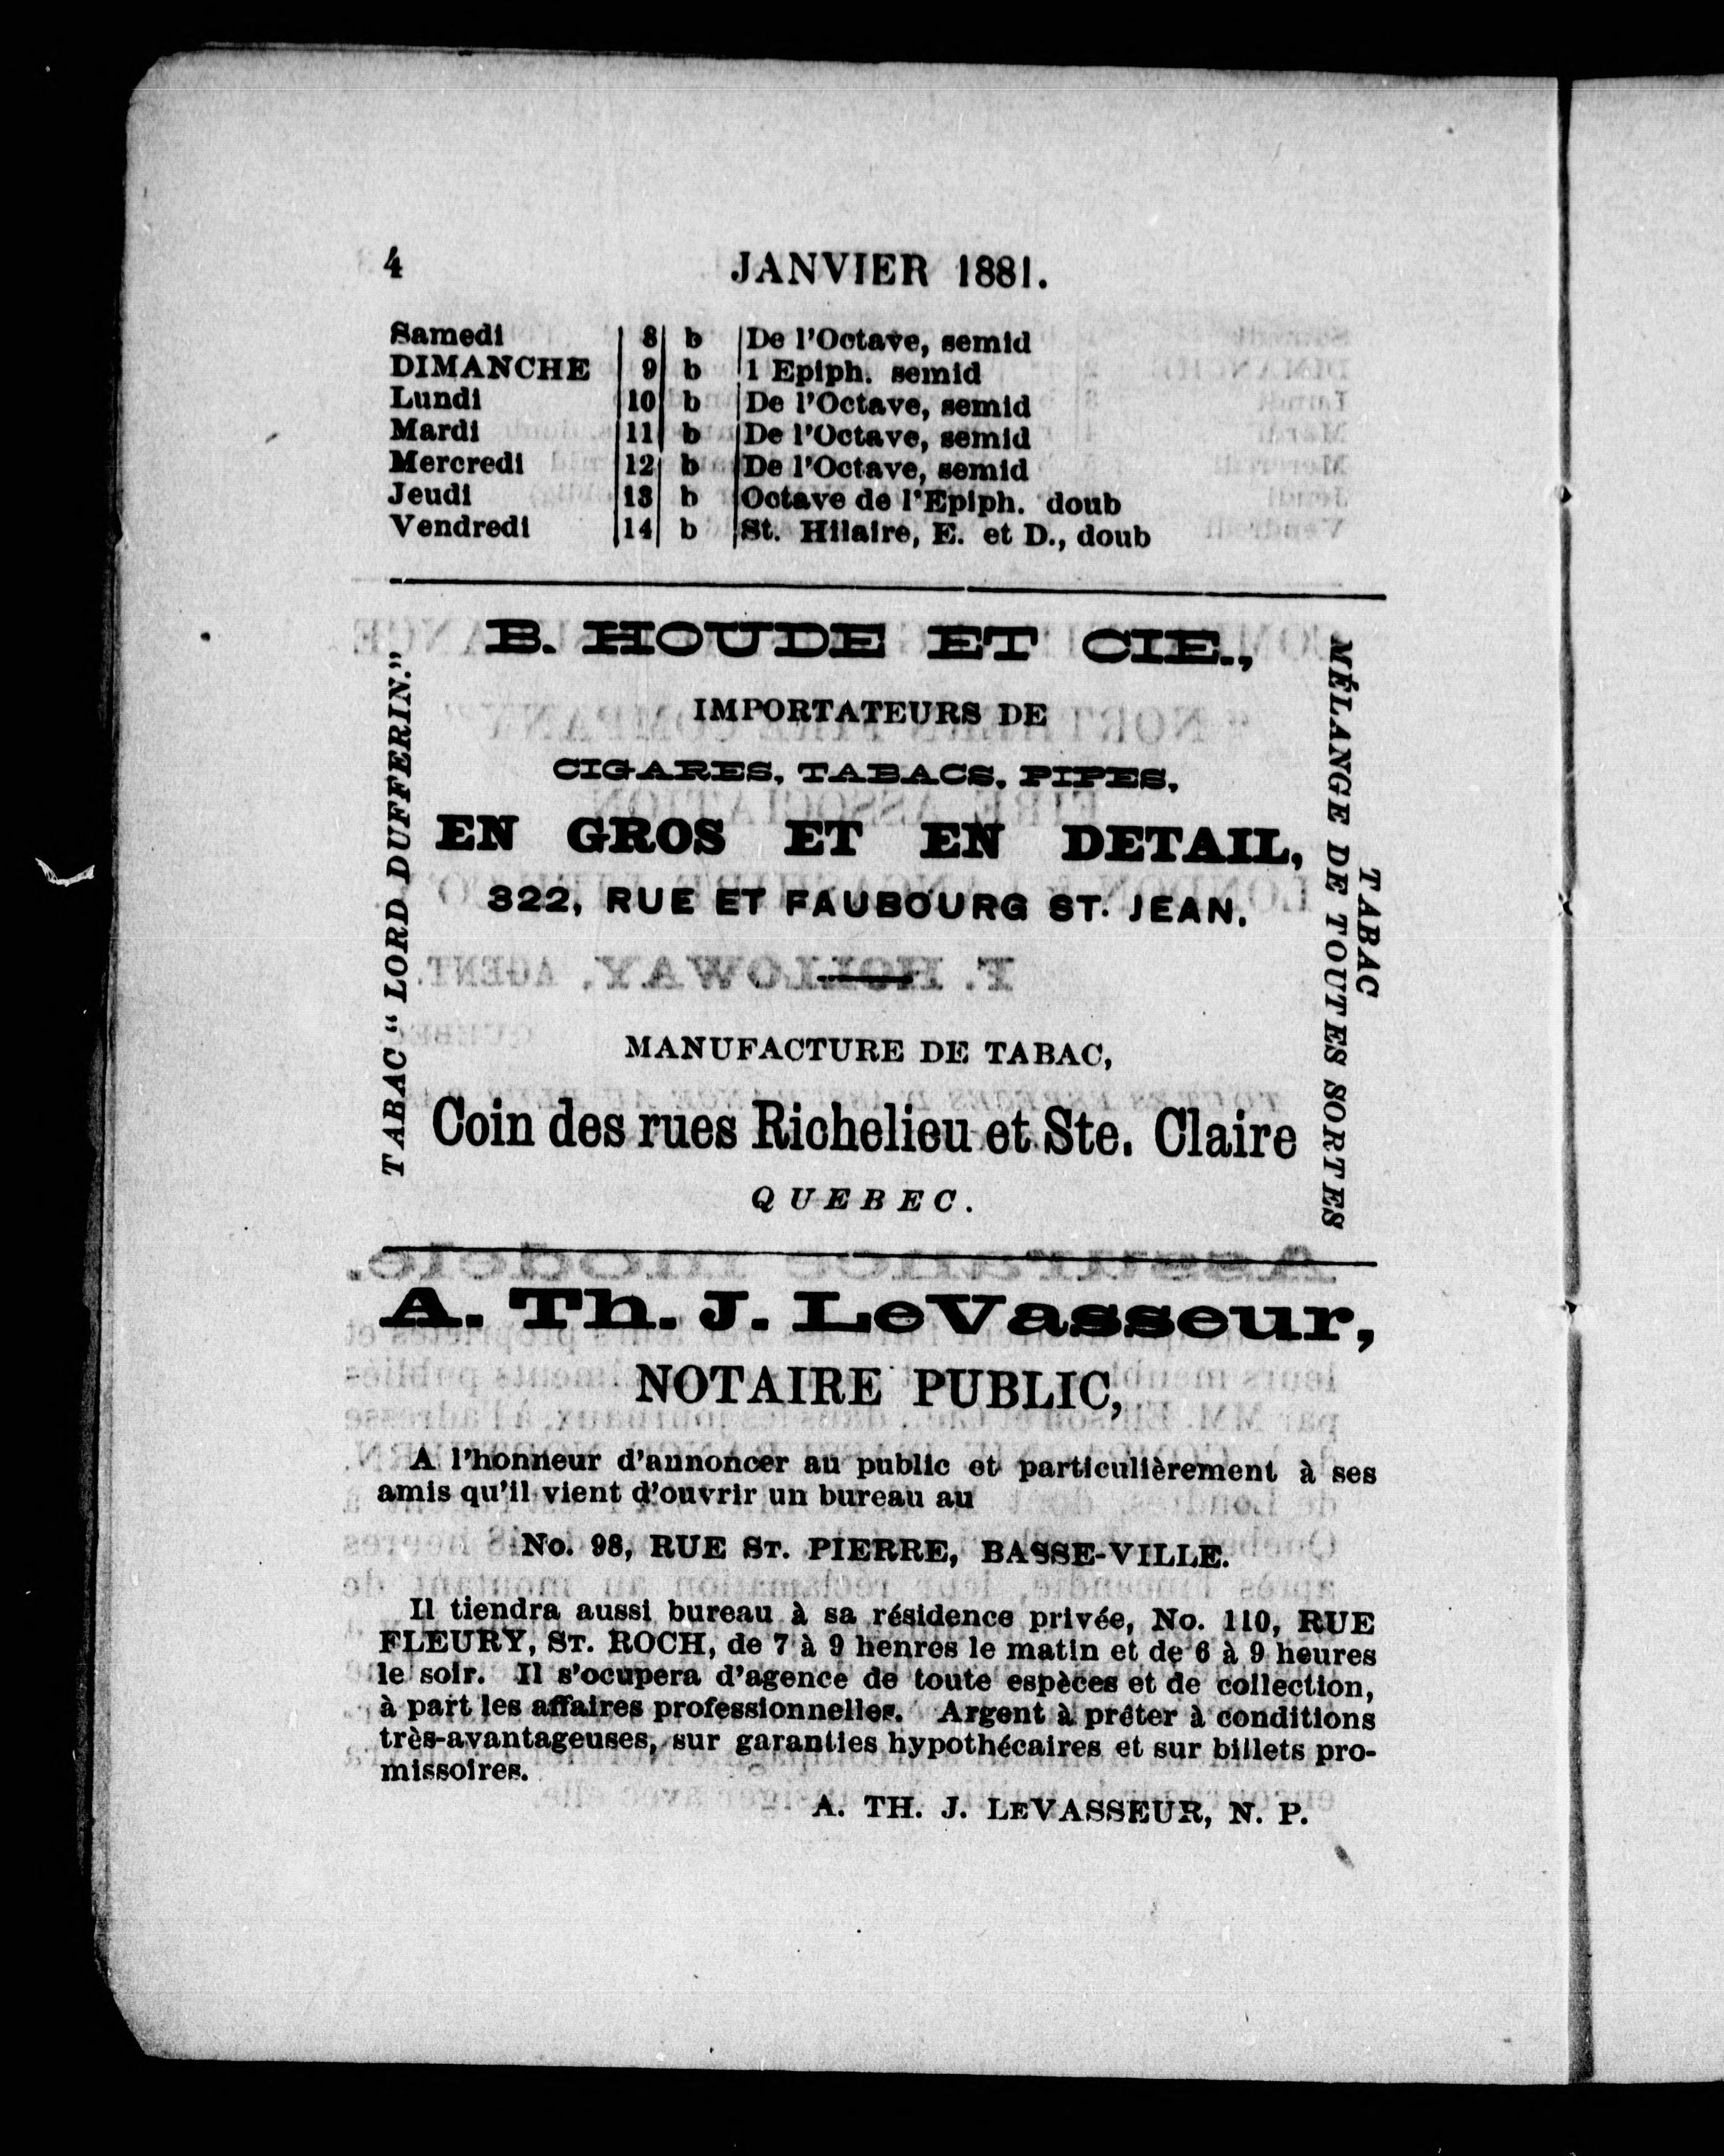 4 JANVIER 1881.
Samedi 8 b De l'Octave, semid
DIMANCHE 9 b 1 Epiph. semid
Lundi 10 b De l'Octave, semid
Mardi 11 b De l'Octave, semid
Mercredi 12 b De l'Octave, semid
Jeudi 13 b Octave de l'Epiph. doub
Vendredi 14 b St. Hilaire, E. et D., doub
TABAC "LORD DUFFERIN."
B. HOUDE ET CIE.,
IMPORTATEURS DE
CIGARES, TABACS, PIPES,
EN GROS ET EN DETAIL,
322, RUE ET FAUBOURG ST. JEAN.
MANUFACTURE DE TABAC,
Coin des rues Richelieu et Ste. Claire
QUEBEC.
TABAC
MÉLANGE DE TOUTES SORTES
A. Th. J. LeVasseur,
NOTAIRE PUBLIC,
A l'honneur d'annoncer au public et particulièrement à ses
amis qu'il vient d'ouvrir un bureau au
No. 98, RUE ST. PIERRE, BASSE-VILLE.
Il tiendra aussi bureau à sa résidence privée, No. 110, RUE
FLEURY, ST. ROCH, de 7 à 9 henres le matin et de 6 à 9 heures
le soir. Il s'ocupera d'agence de toute espèces et de collection,
à part les affaires professionnelles. Argent à prêter à conditions
très-avantageuses, sur garanties hypothécaires et sur billets pro-
missoires.
A. TH. J. LEVASSEUR, N. P.